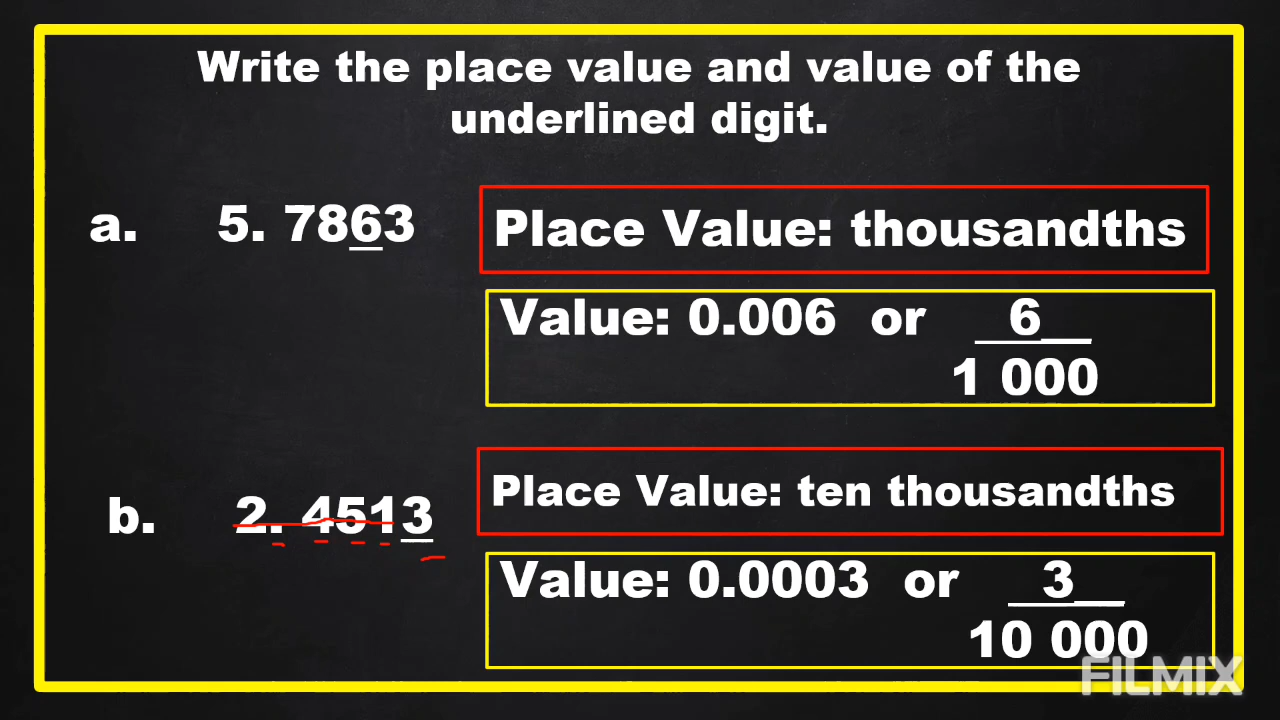 Write the place value and value of the
underlined digit.
a. 5. 7863
Place Value: thousandths
Value: 0.006 or 6
1 000
b. 2. 4513
Place Value: ten thousandths
Value: 0.0003 or 3
10 000
FILMIX